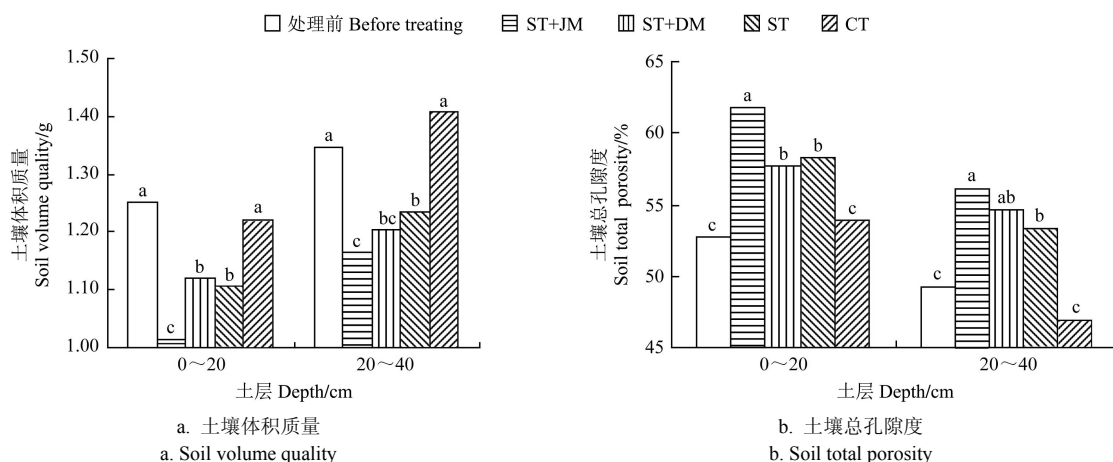 处理前 Before treating ST+JM ST+DM ST CT
土壤体积质量
Soil volume quality/g
1.50
1.40
1.30
1.20
1.10
1.00
a
c
b
b
a
a
c
bc
b
a
0～20
20～40
土层 Depth/cm
a. 土壤体积质量
a. Soil volume quality
土壤总孔隙度
Soil total porosity/%
65
60
55
50
45
c
a
b
b
c
c
a
ab
b
c
0～20
20～40
土层 Depth/cm
b. 土壤总孔隙度
b. Soil total porosity